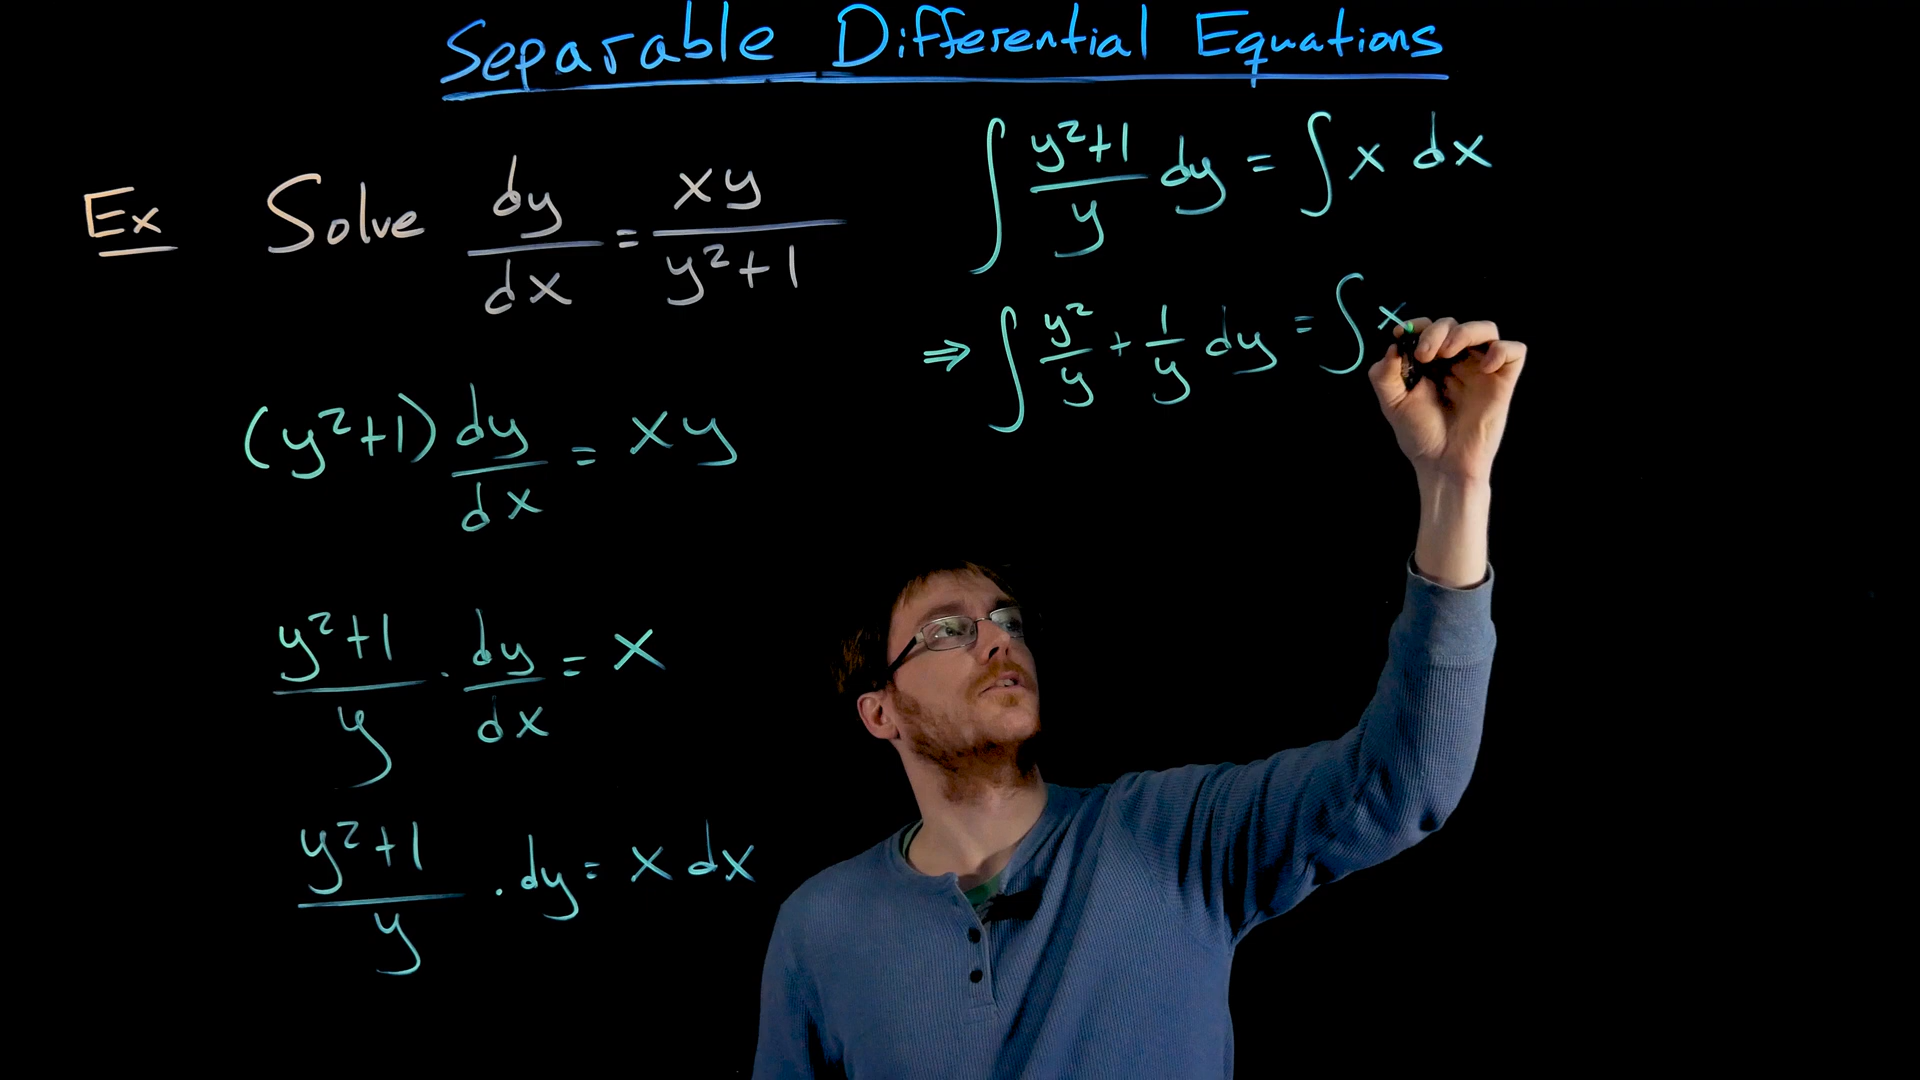 Separable Differential Equations
Ex Solve dy/dx = xy/y²+1
(y²+1) dy/dx = xy
y²+1/y · dy/dx = x
y²+1/y · dy = x dx
∫ y²+1/y dy = ∫ x dx
⇒ ∫ y²/y + 1/y dy = ∫ x